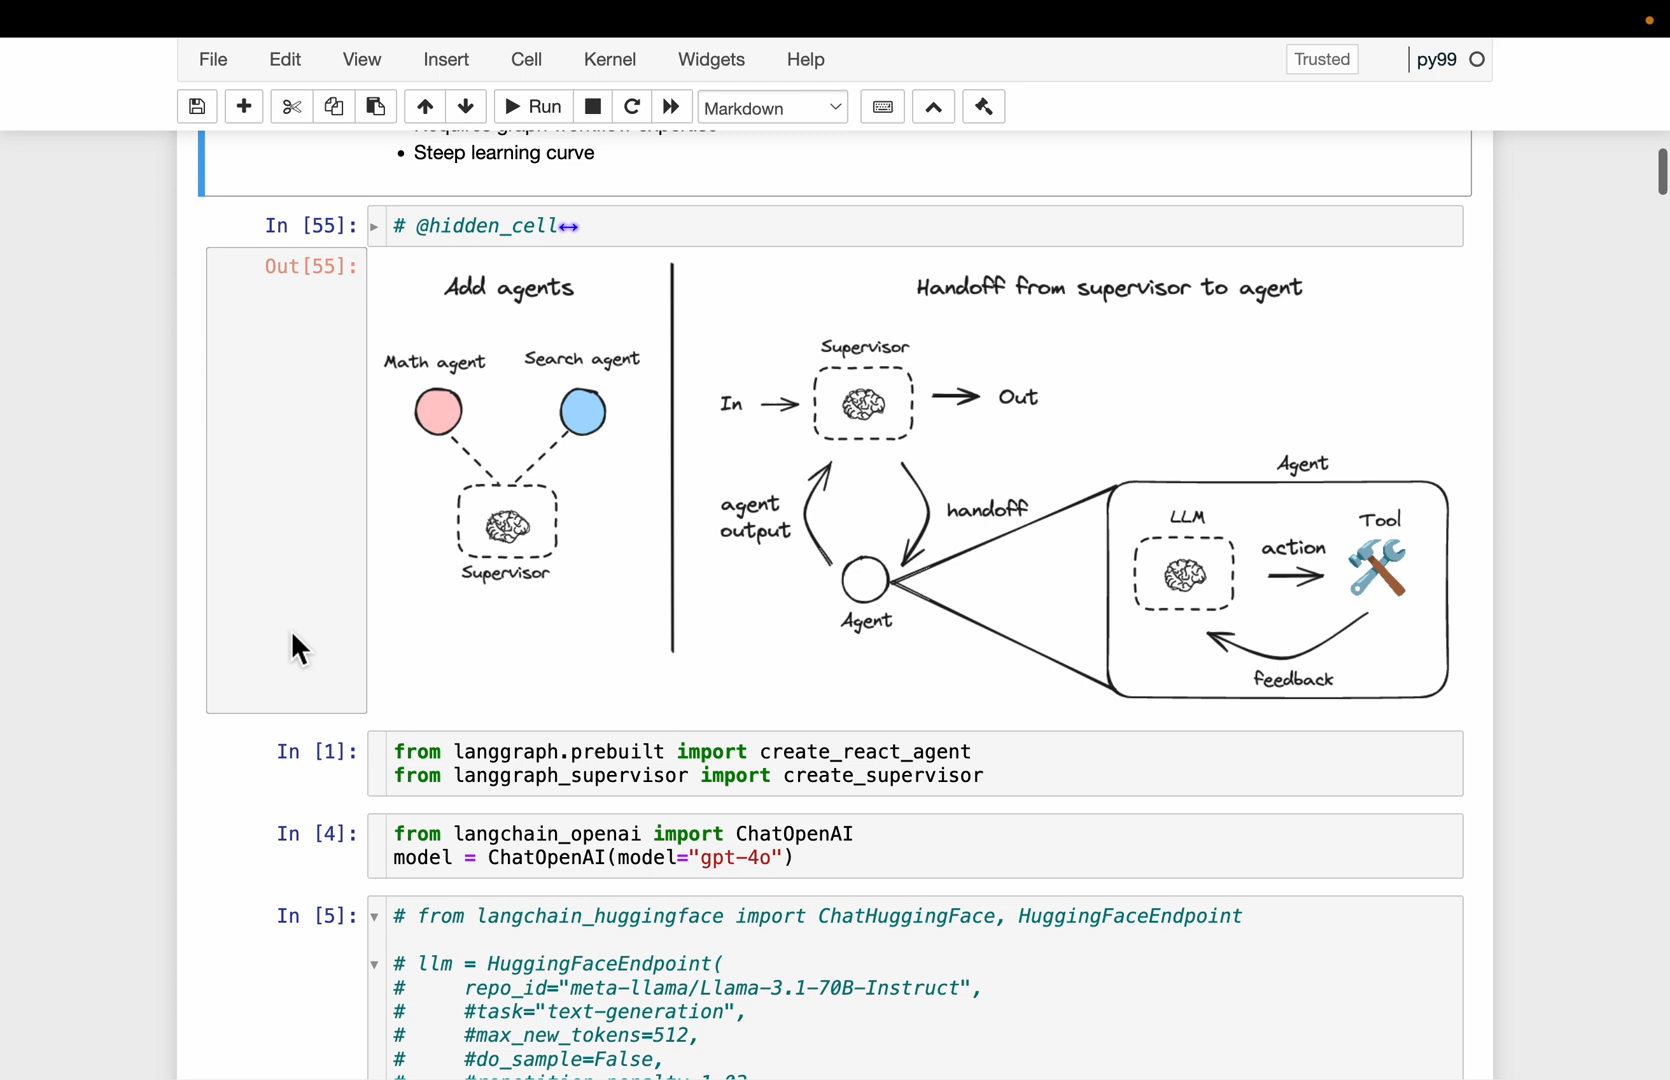 File Edit View Insert Cell Kernel Widgets Help Trusted py99
Run Markdown
Requires graph workflow expertise
• Steep learning curve
In [55]: # @hidden_cell
Out[55]:
Add agents
Handoff from supervisor to agent
Math agent Search agent
Supervisor
Supervisor
In Out
agent output
handoff
Agent
Agent
LLM
action
Tool
feedback
In [1]: from langgraph.prebuilt import create_react_agent
from langgraph_supervisor import create_supervisor
In [4]: from langchain_openai import ChatOpenAI
model = ChatOpenAI(model="gpt-4o")
In [5]: # from langchain_huggingface import ChatHuggingFace, HuggingFaceEndpoint
# llm = HuggingFaceEndpoint(
#     repo_id="meta-llama/Llama-3.1-70B-Instruct",
#     #task="text-generation",
#     #max_new_tokens=512,
#     #do_sample=False,